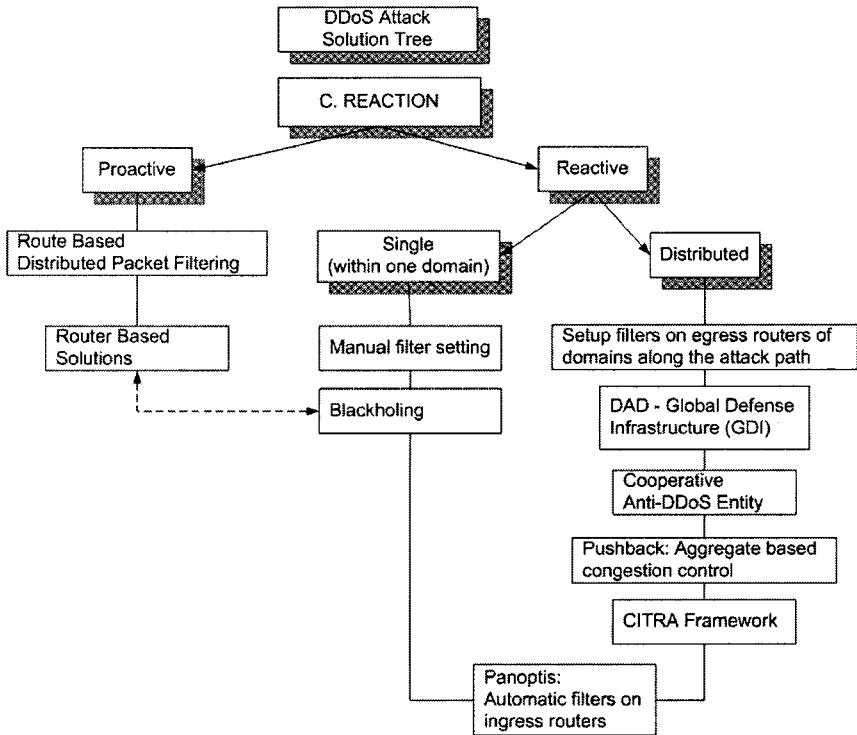 DDoS Attack
Solution Tree
C. REACTION
Proactive
Reactive
Route Based
Distributed Packet Filtering
Single
(within one domain)
Distributed
Router Based
Solutions
Manual filter setting
Setup filters on egress routers of
domains along the attack path
Blackholing
DAD - Global Defense
Infrastructure (GDI)
Cooperative
Anti-DDoS Entity
Pushback: Aggregate based
congestion control
CITRA Framework
Panoptis:
Automatic filters on
ingress routers